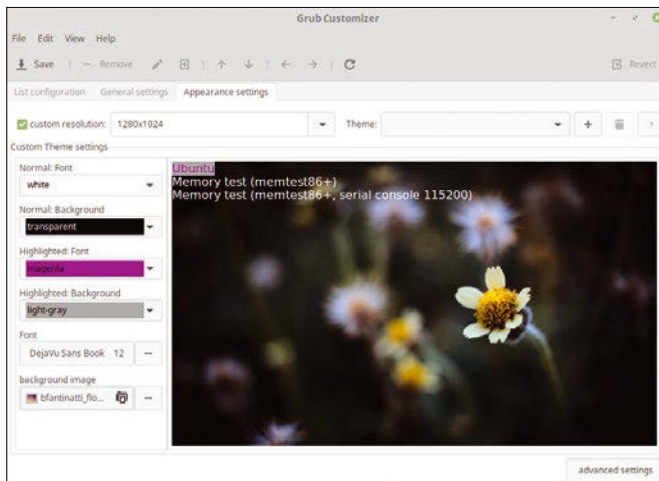 Grub Customizer
File Edit View Help
Save Remove Revert
List configuration General settings Appearance settings
custom resolution: 1280x1024 Theme:
Custom Theme settings
Normal: Font
white
Normal: Background
transparent
Highlighted: Font
magenta
Highlighted: Background
light-gray
Font
DejaVu Sans Book 12
background image
bfantinatti_flo...
Ubuntu
Memory test (memtest86+)
Memory test (memtest86+, serial console 115200)
advanced settings